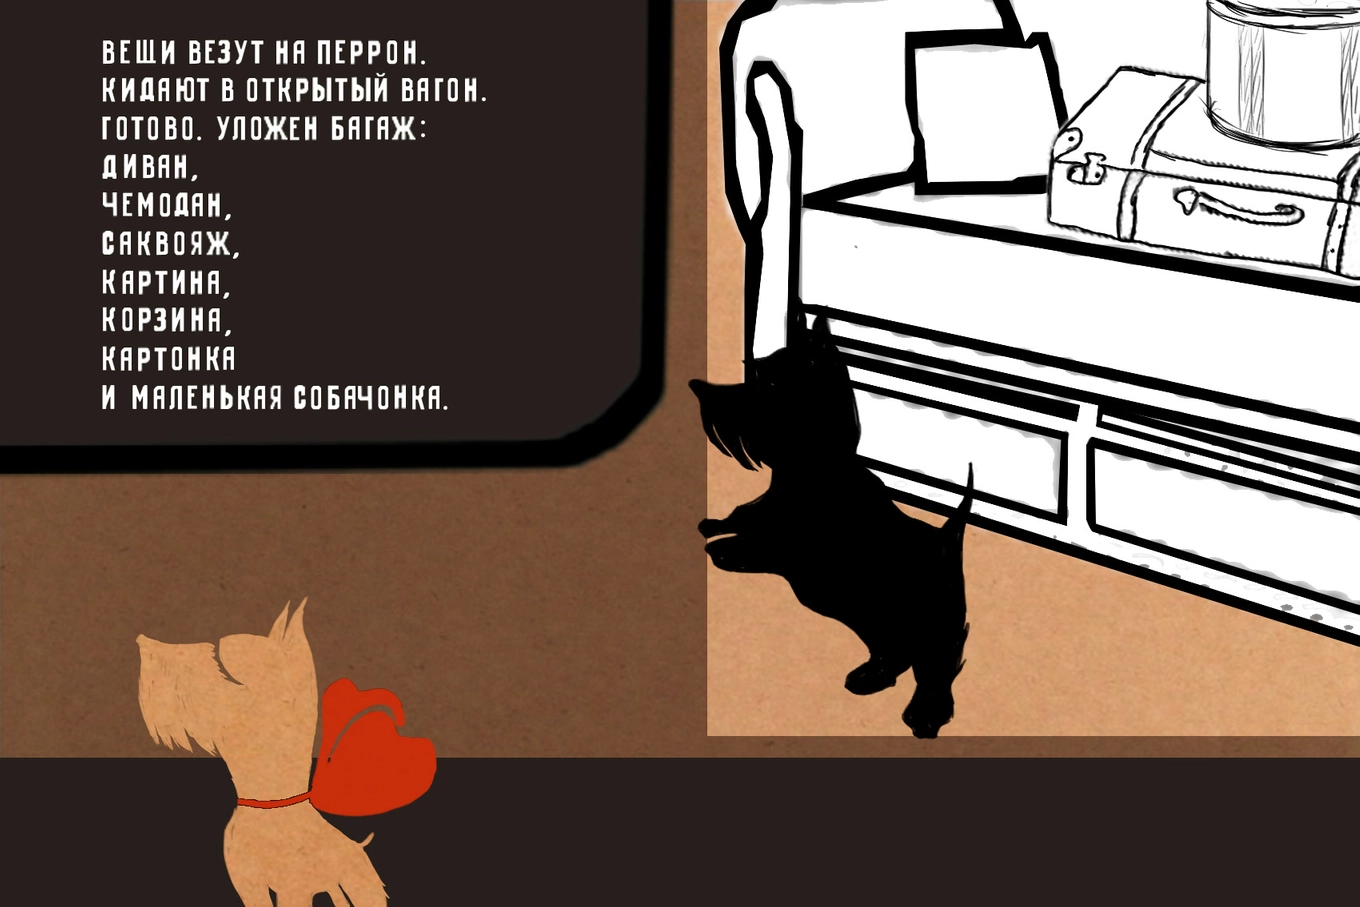 ВЕЩИ ВЕЗУТ НА ПЕРРОН.
КИДАЮТ В ОТКРЫТЫЙ ВАГОН.
ГОТОВО. УЛОЖЕН БАГАЖ:
ДИВАН,
ЧЕМОДАН,
САКВОЯЖ,
КАРТИНА,
КОРЗИНА,
КАРТОНКА
И МАЛЕНЬКАЯ СОБАЧОНКА.